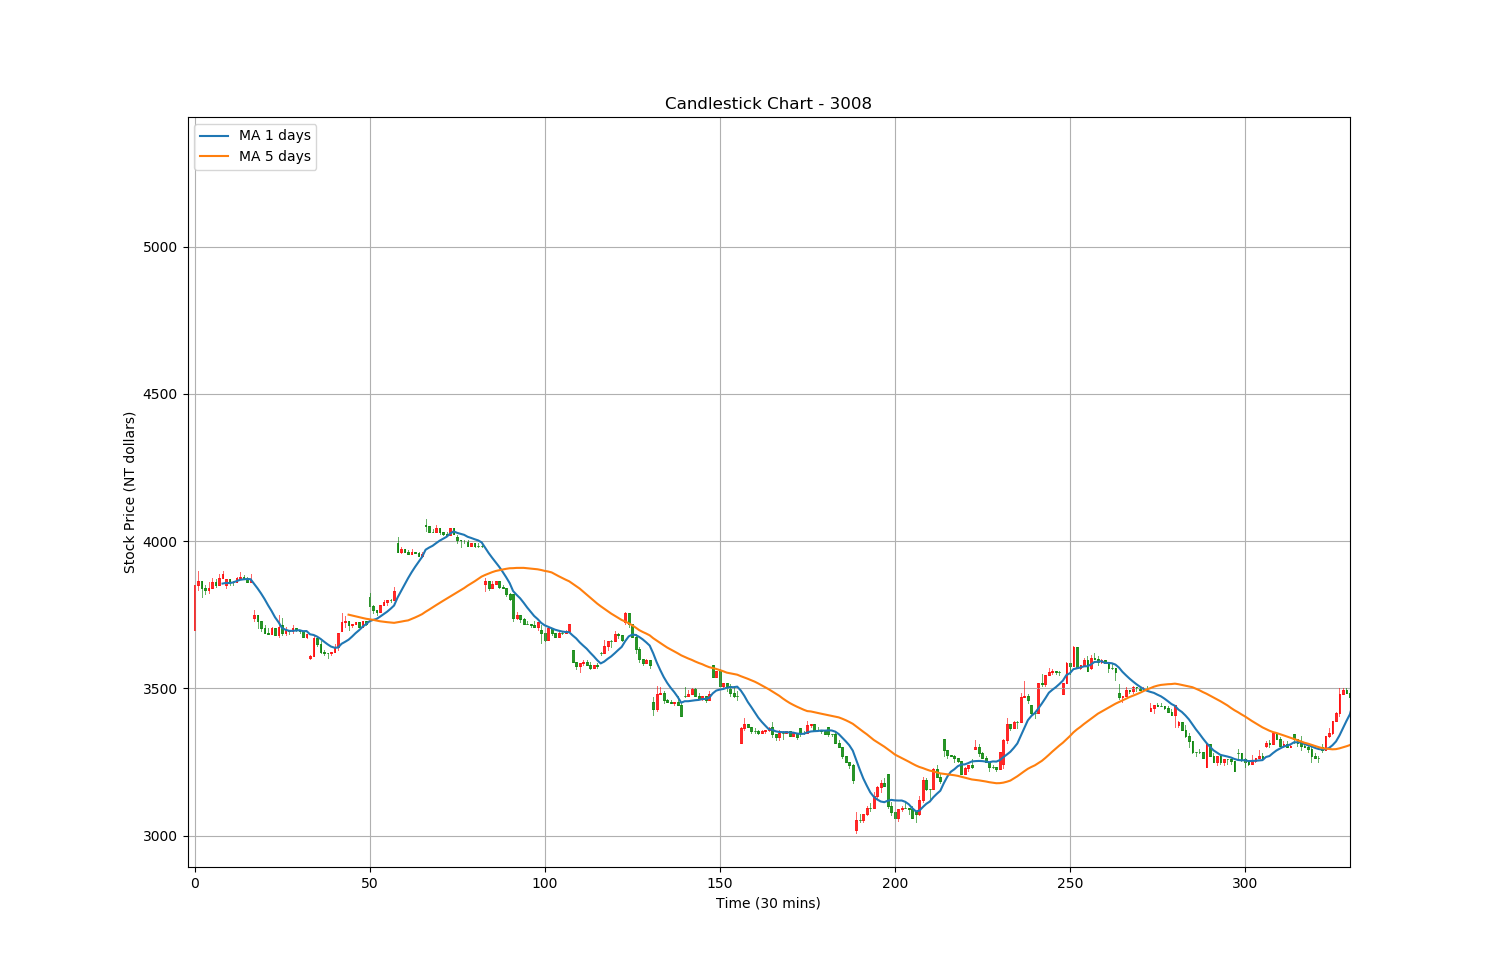 Candlestick Chart - 3008
MA 1 days
MA 5 days
Stock Price (NT dollars)
5000
4500
4000
3500
3000
0 50 100 150 200 250 300
Time (30 mins)